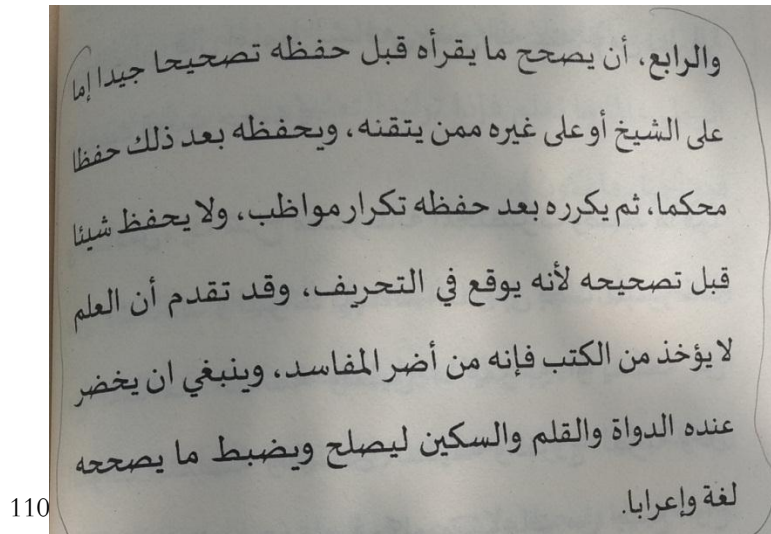 والرابع، أن يصحح ما يقرأه قبل حفظه تصحيحا جيدا إما
على الشيخ أوعلى غيره ممن يتقنه، ويحفظه بعد ذلك حفظا
محكما، ثم يكرره بعد حفظه تكرار مواظب، ولا يحفظ شيئا
قبل تصحيحه لأنه يوقع في التحريف، وقد تقدم أن العلم
لا يؤخذ من الكتب فإنه من أضر المفاسد، وينبغي ان يخضر
عنده الدواة والقلم والسكين ليصلح ويضبط ما يصححه
لغة وإعرابا.
110